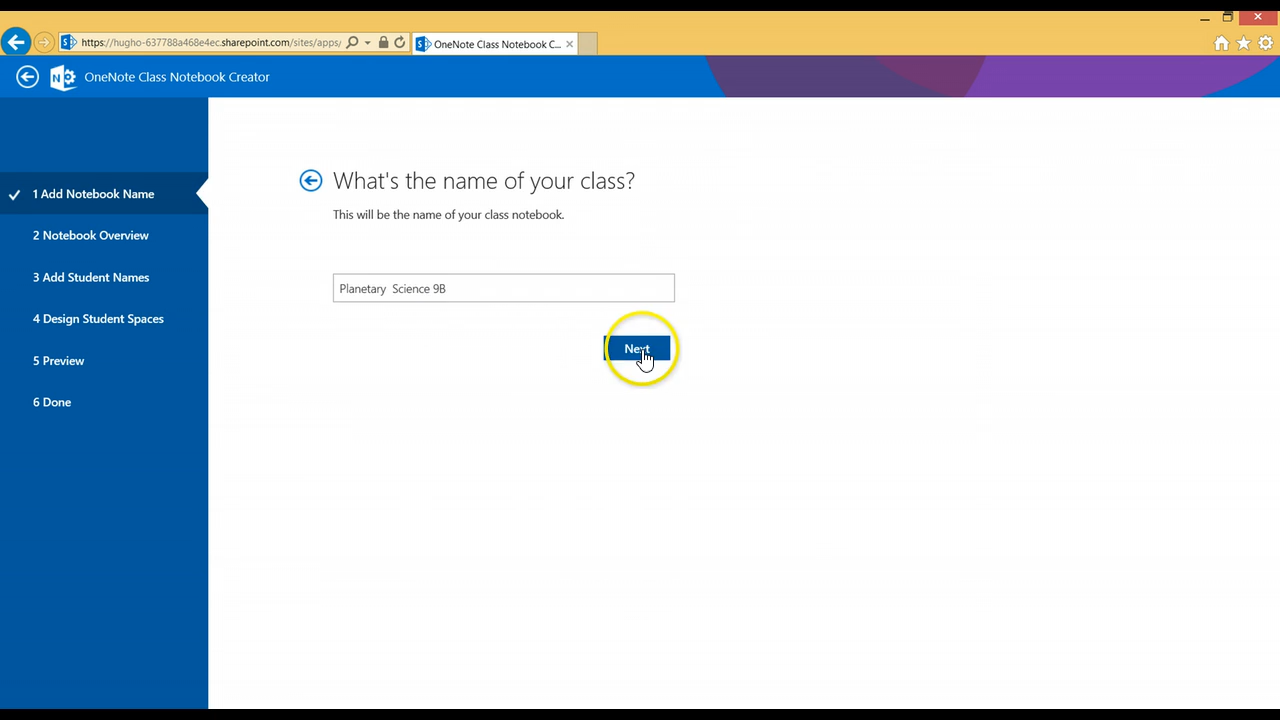 https://hugho-637788a468e4ec.sharepoint.com/sites/apps/
OneNote Class Notebook C...
OneNote Class Notebook Creator
1 Add Notebook Name
2 Notebook Overview
3 Add Student Names
4 Design Student Spaces
5 Preview
6 Done
What's the name of your class?
This will be the name of your class notebook.
Planetary  Science 9B
Next